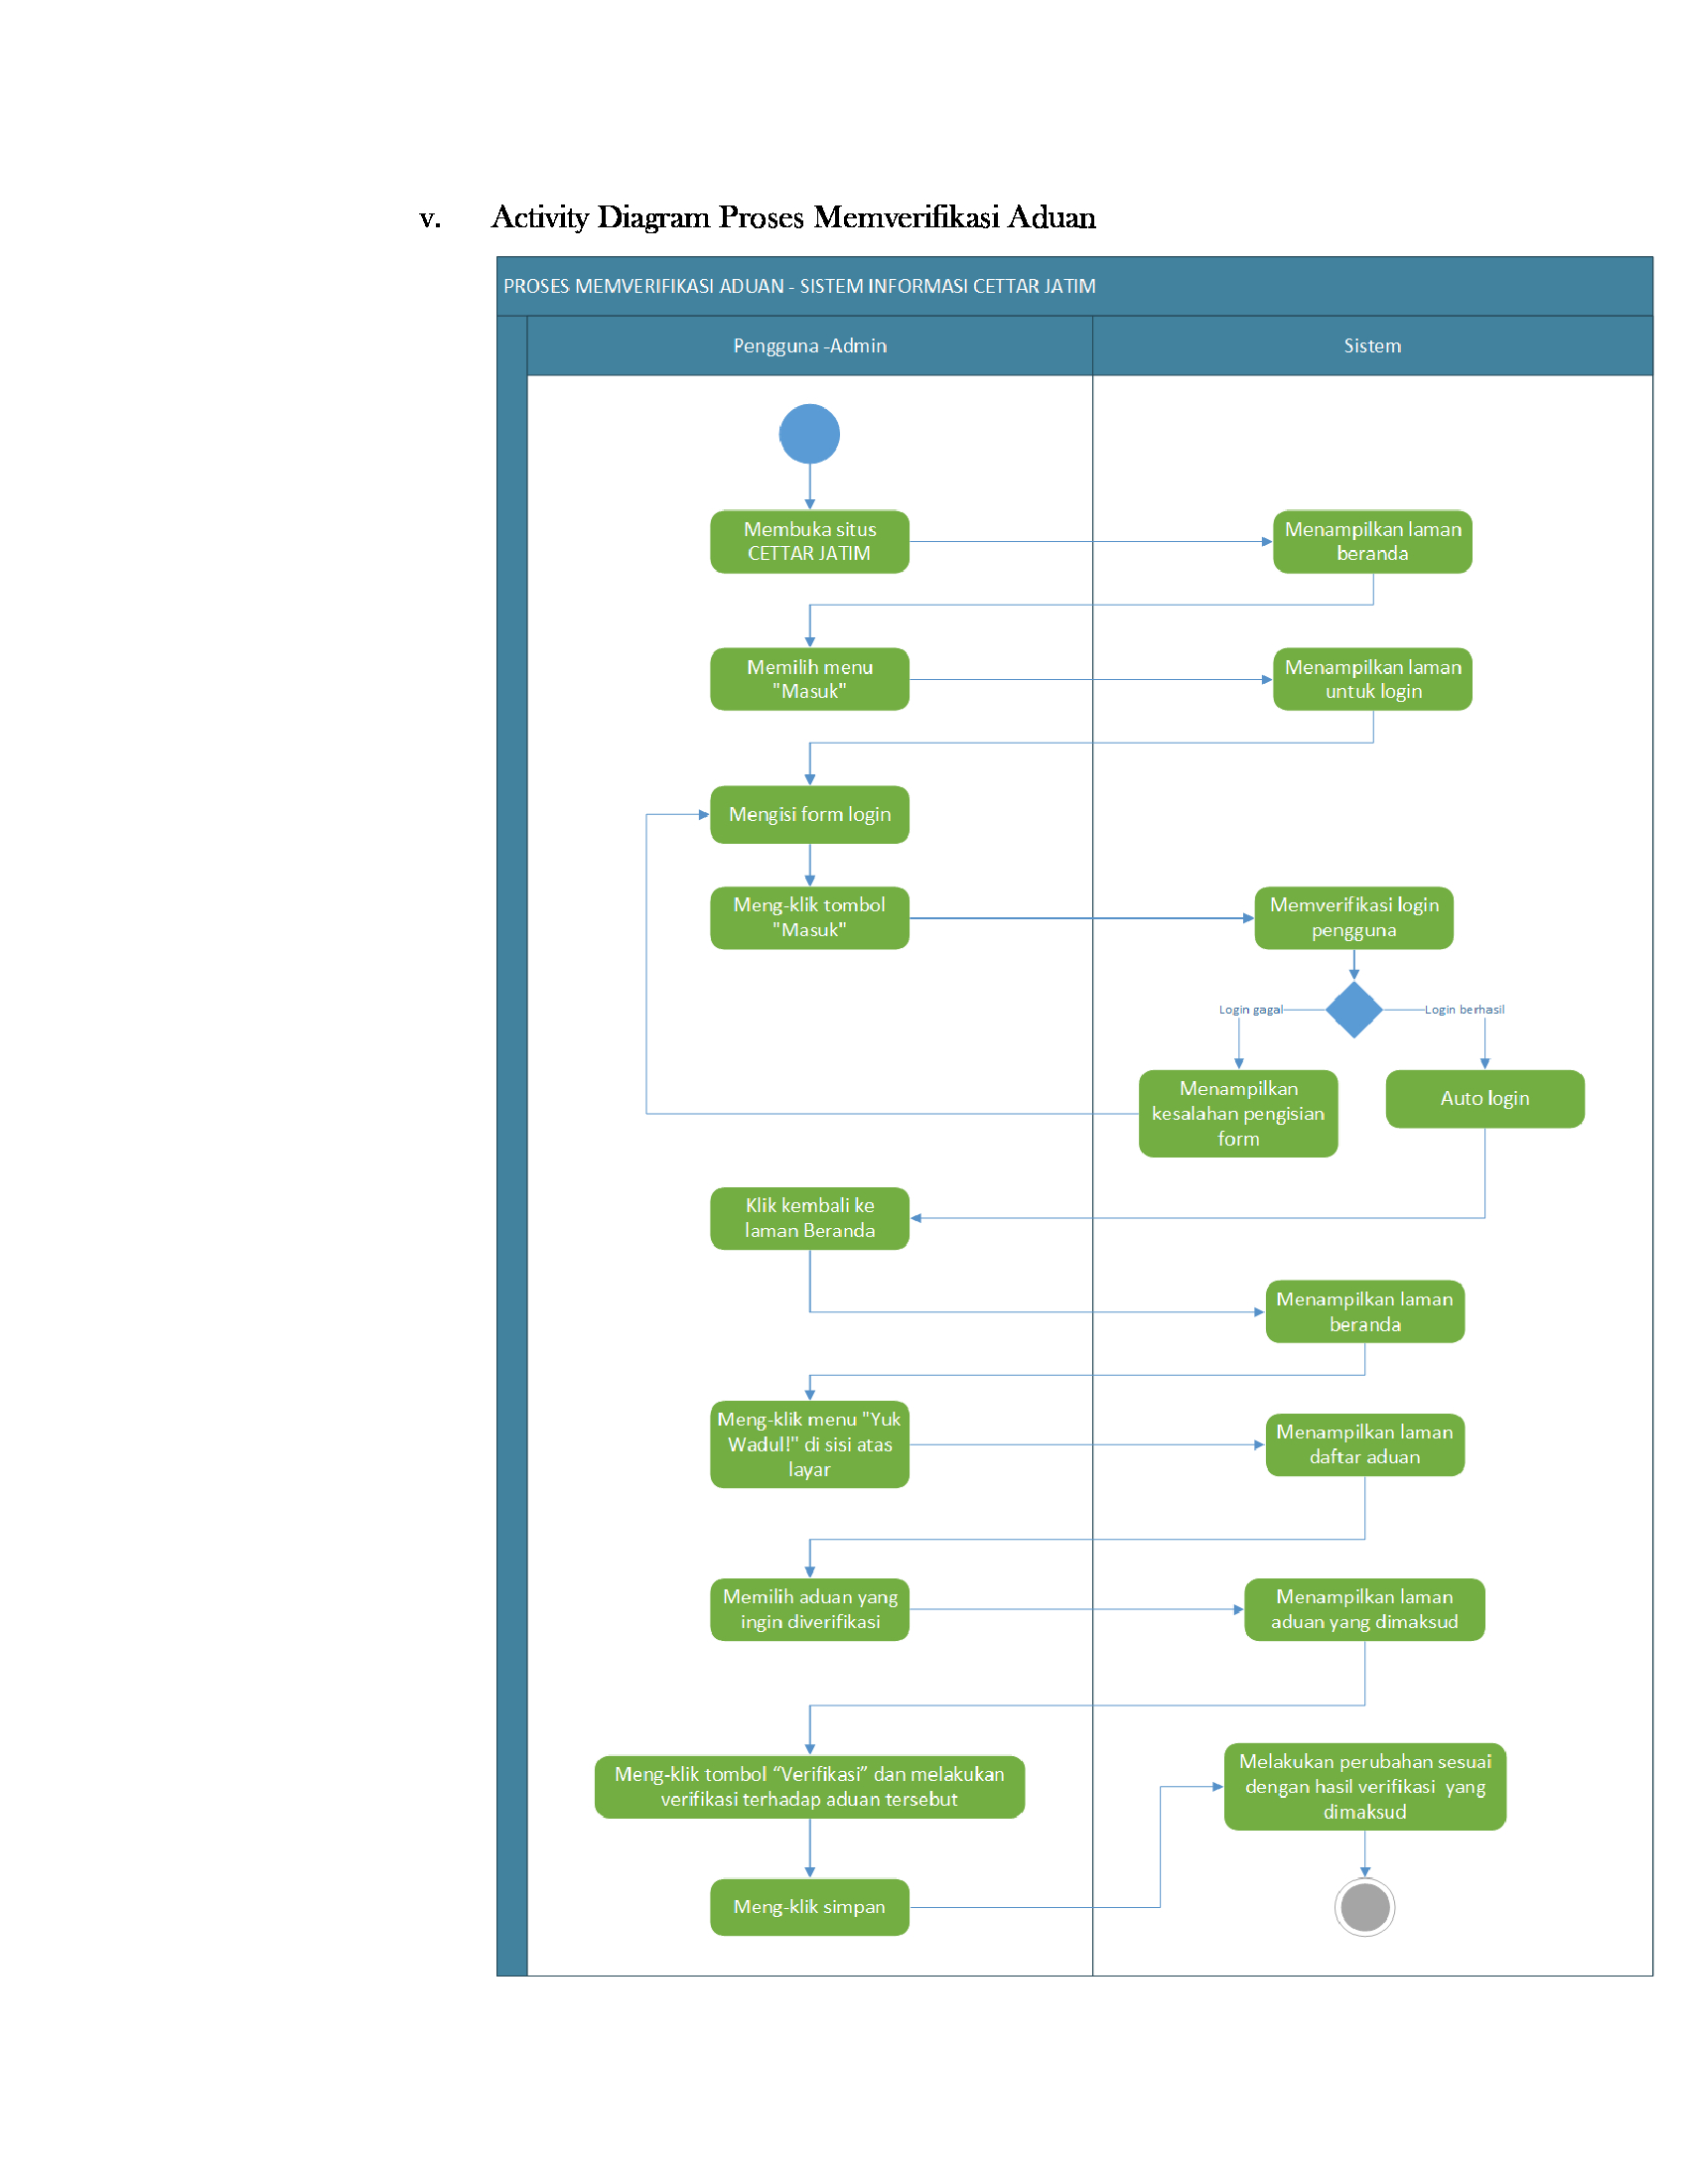 v. Activity Diagram Proses Memverifikasi Aduan
PROSES MEMVERIFIKASI ADUAN - SISTEM INFORMASI CETTAR JATIM
Pengguna -Admin
Sistem
Membuka situs
CETTAR JATIM
Menampilkan laman
beranda
Memilih menu
"Masuk"
Menampilkan laman
untuk login
Mengisi form login
Meng-klik tombol
"Masuk"
Memverifikasi login
pengguna
Login gagal
Login berhasil
Menampilkan
kesalahan pengisian
form
Auto login
Klik kembali ke
laman Beranda
Menampilkan laman
beranda
Meng-klik menu "Yuk
Wadul!" di sisi atas
layar
Menampilkan laman
daftar aduan
Memilih aduan yang
ingin diverifikasi
Menampilkan laman
aduan yang dimaksud
Meng-klik tombol “Verifikasi” dan melakukan
verifikasi terhadap aduan tersebut
Melakukan perubahan sesuai
dengan hasil verifikasi  yang
dimaksud
Meng-klik simpan